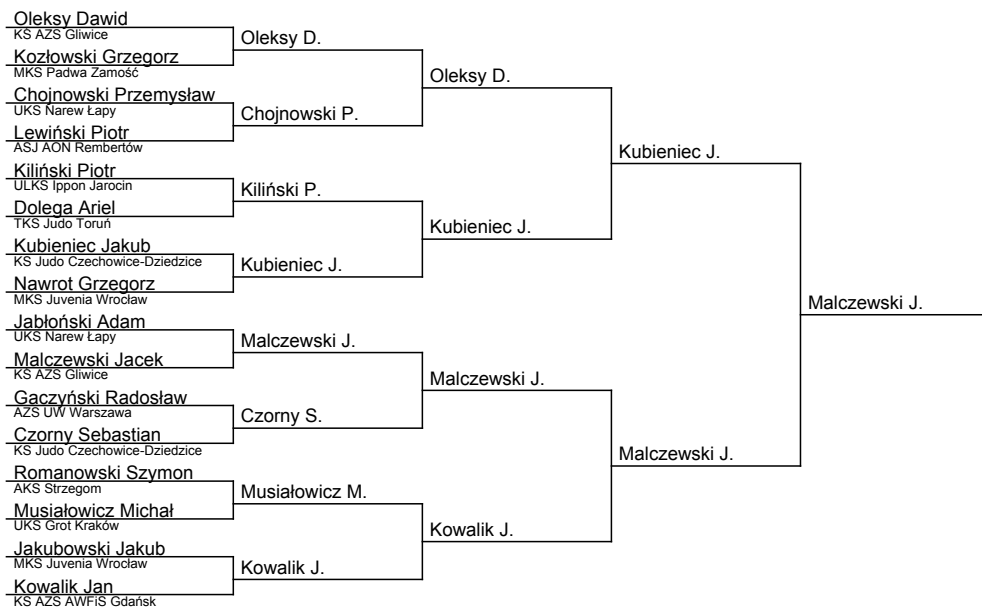 Oleksy Dawid
KS AZS Gliwice
Oleksy D.
Kozłowski Grzegorz
MKS Padwa Zamość
Oleksy D.
Chojnowski Przemysław
UKS Narew Łapy
Chojnowski P.
Lewiński Piotr
ASJ AON Rembertów
Kubieniec J.
Kiliński Piotr
ULKS Ippon Jarocin
Kiliński P.
Dolega Ariel
TKS Judo Toruń
Kubieniec J.
Kubieniec Jakub
KS Judo Czechowice-Dziedzice
Kubieniec J.
Nawrot Grzegorz
MKS Juvenia Wrocław
Malczewski J.
Jabłoński Adam
UKS Narew Łapy
Malczewski J.
Malczewski Jacek
KS AZS Gliwice
Malczewski J.
Gaczyński Radosław
AZS UW Warszawa
Czorny S.
Czorny Sebastian
KS Judo Czechowice-Dziedzice
Malczewski J.
Romanowski Szymon
AKS Strzegom
Musiałowicz M.
Musiałowicz Michał
UKS Grot Kraków
Kowalik J.
Jakubowski Jakub
MKS Juvenia Wrocław
Kowalik J.
Kowalik Jan
KS AZS AWFiS Gdańsk